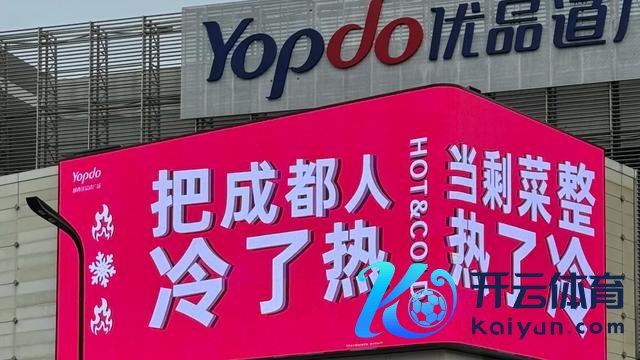 Yopdo优品道广
Yopdo
把成都人
冷了热
HOT&COLD
当剩菜整
热了冷
开云体育
kaiyun.com